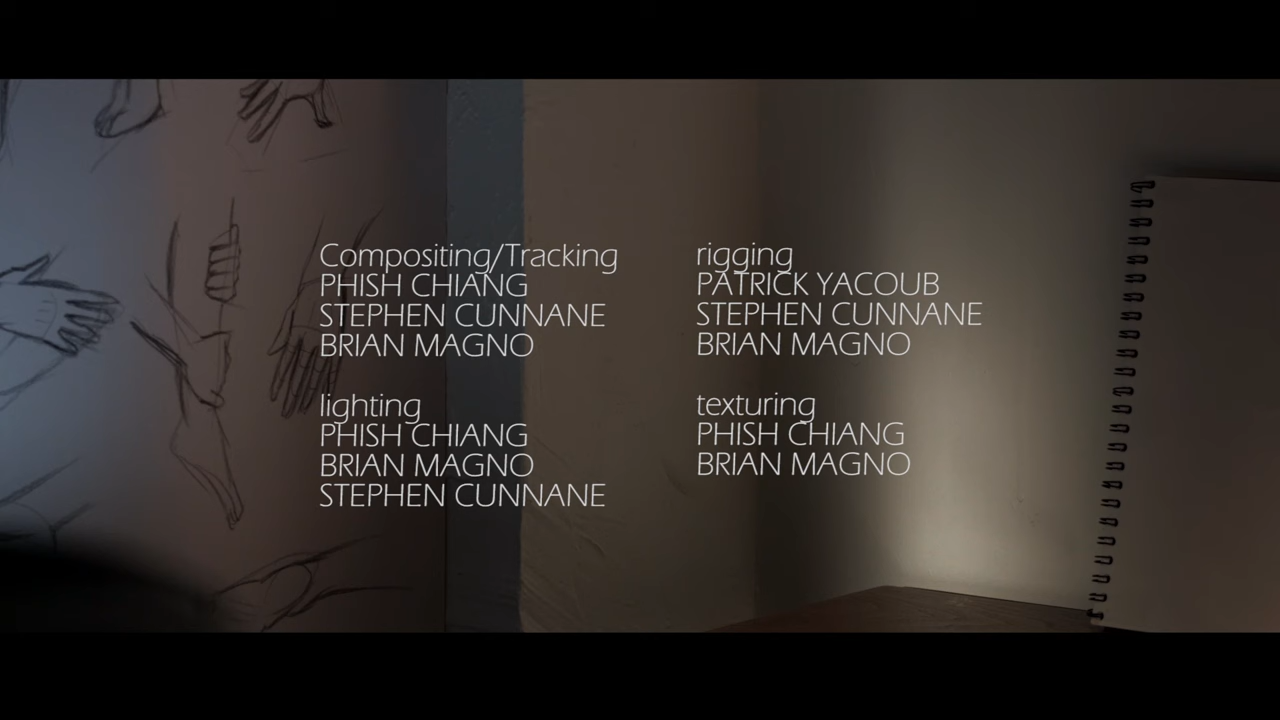 Compositing/Tracking
PHISH CHIANG
STEPHEN CUNNANE
BRIAN MAGNO
lighting
PHISH CHIANG
BRIAN MAGNO
STEPHEN CUNNANE
rigging
PATRICK YACOUB
STEPHEN CUNNANE
BRIAN MAGNO
texturing
PHISH CHIANG
BRIAN MAGNO